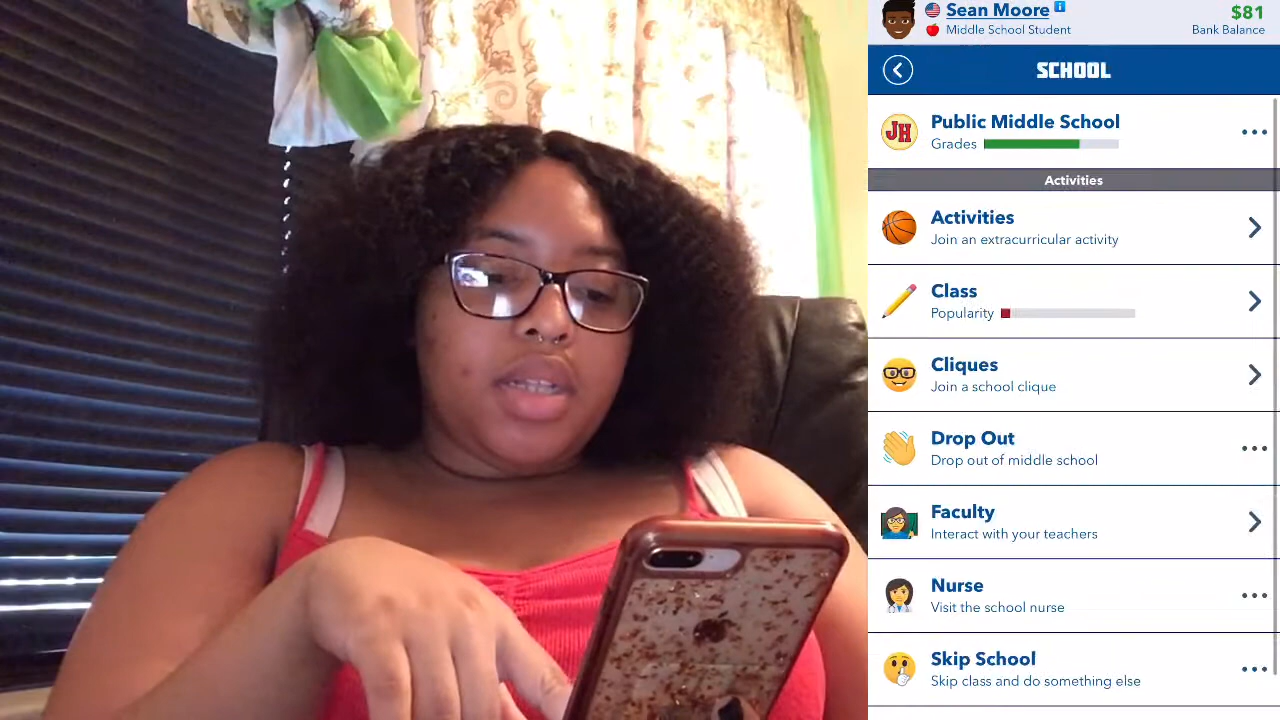 Sean Moore
Middle School Student
$81
Bank Balance
SCHOOL
JH
Public Middle School
Grades
Activities
Activities
Join an extracurricular activity
Class
Popularity
Cliques
Join a school clique
Drop Out
Drop out of middle school
Faculty
Interact with your teachers
Nurse
Visit the school nurse
Skip School
Skip class and do something else